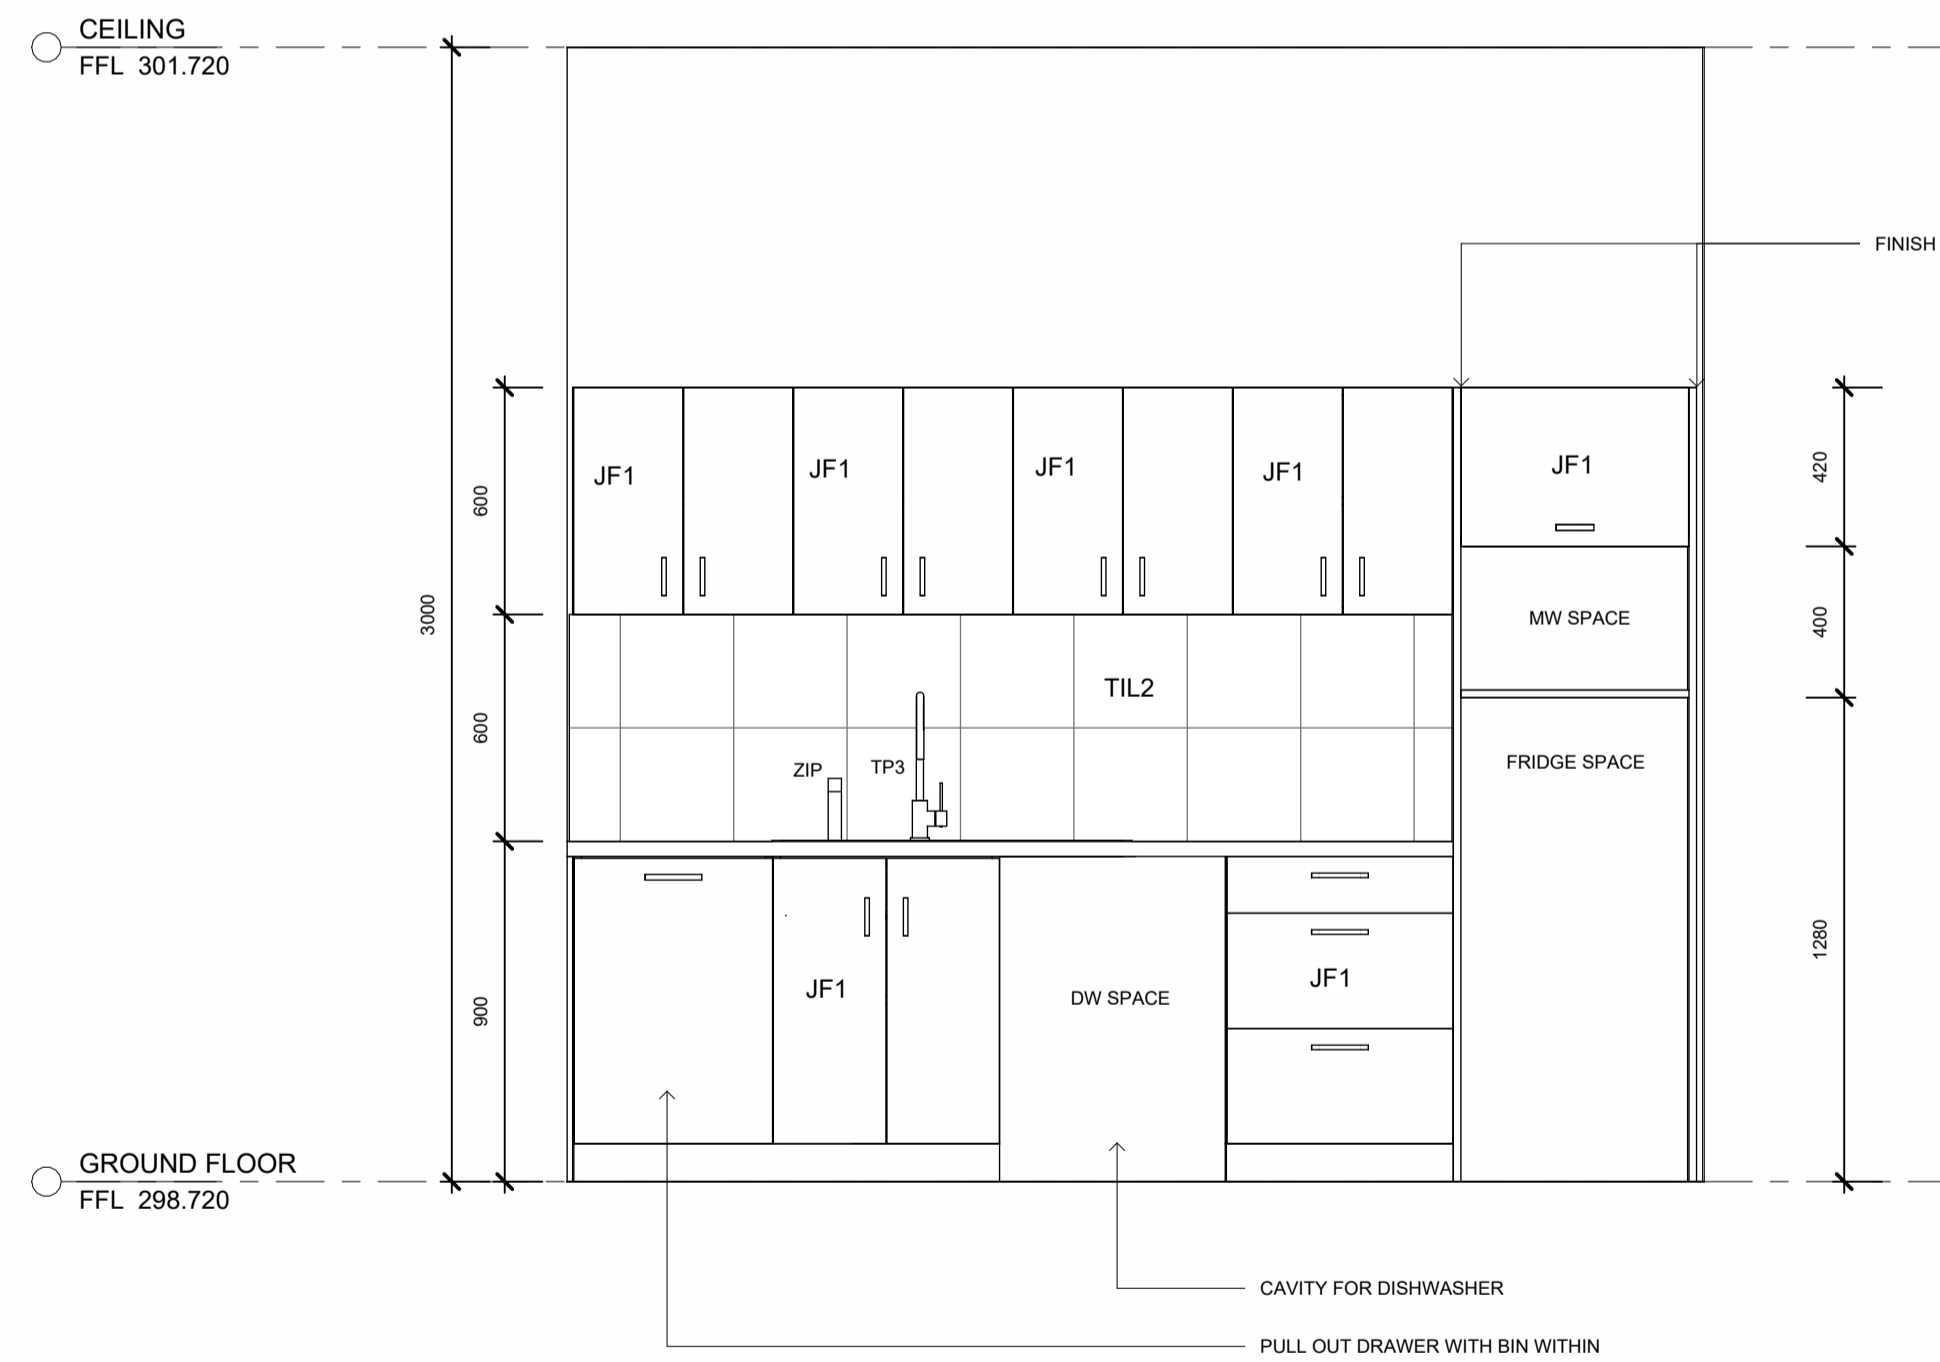 CEILING
FFL 301.720
FINISH
JF1
JF1
JF1
JF1
JF1
420
600
3000
MW SPACE
400
TIL2
600
ZIP
TP3
FRIDGE SPACE
1280
JF1
JF1
DW SPACE
900
GROUND FLOOR
FFL 298.720
CAVITY FOR DISHWASHER
PULL OUT DRAWER WITH BIN WITHIN